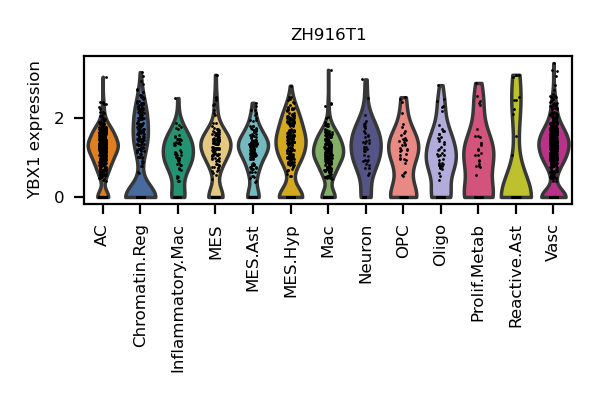 ZH916T1
YBX1 expression
2
0
AC
Chromatin.Reg
Inflammatory.Mac
MES
MES.Ast
MES.Hyp
Mac
Neuron
OPC
Oligo
Prolif.Metab
Reactive.Ast
Vasc